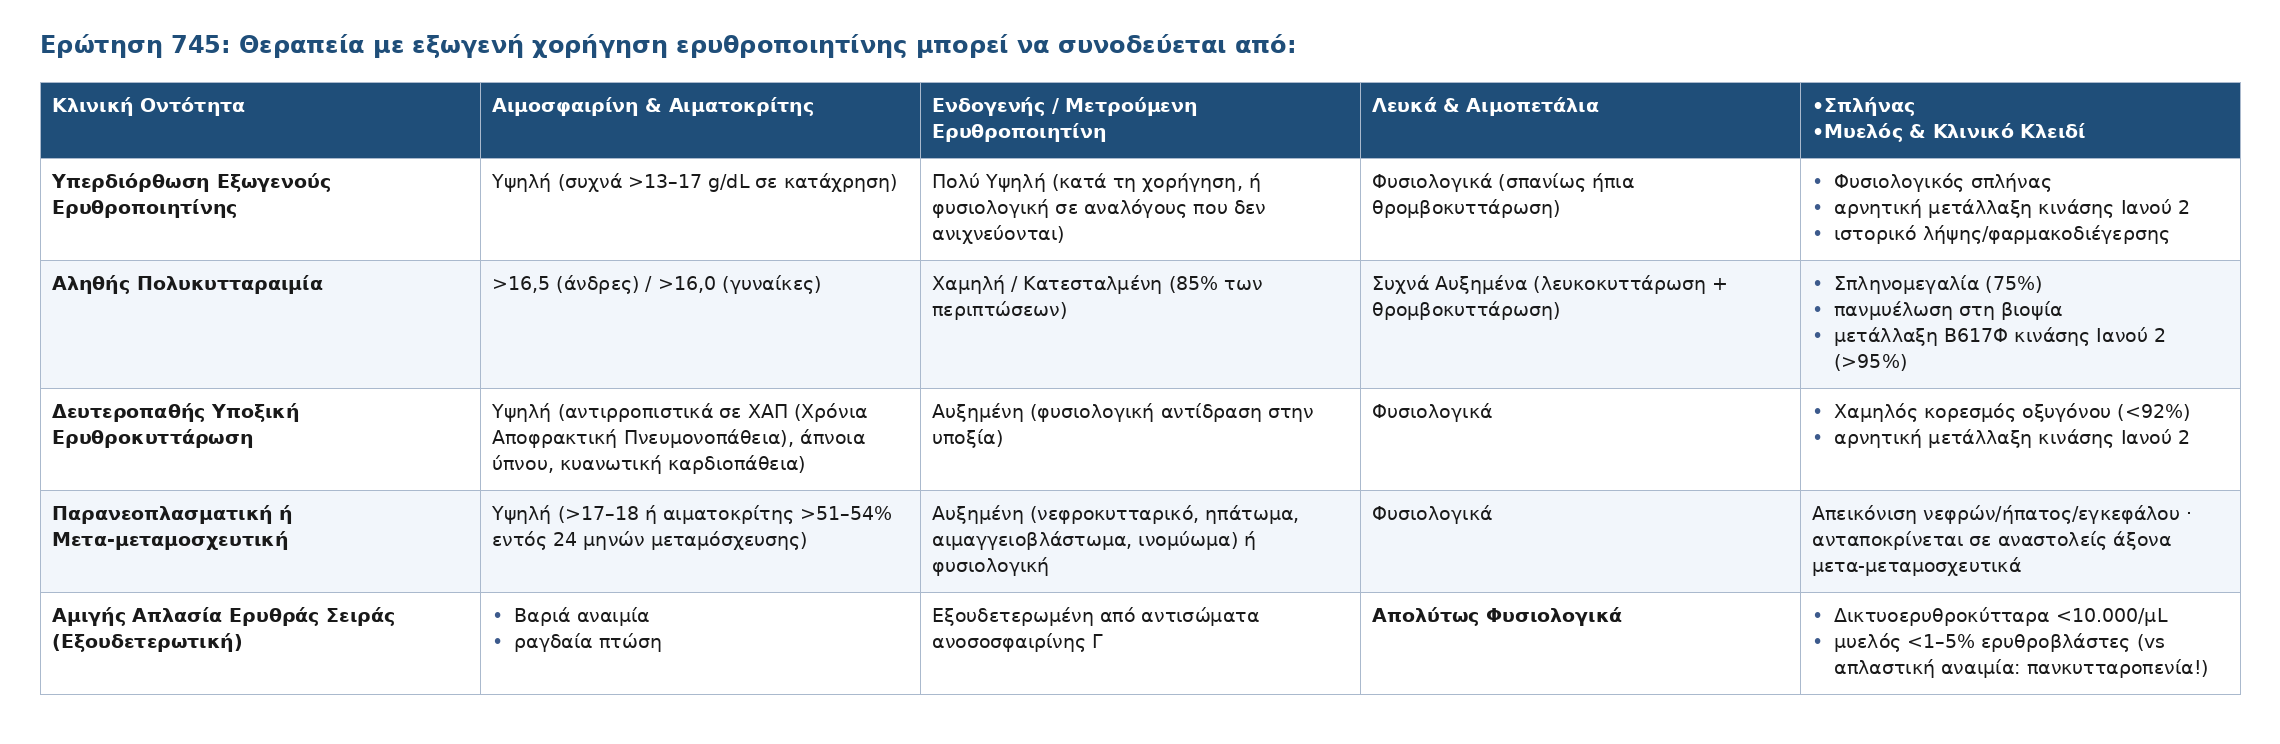 Ερώτηση 745: Θεραπεία με εξωγενή χορήγηση ερυθροποιητίνης μπορεί να συνοδεύεται από:
Κλινική Οντότητα
Αιμοσφαιρίνη & Αιματοκρίτης
Ενδογενής / Μετρούμενη
Ερυθροποιητίνη
Λευκά & Αιμοπετάλια
•Σπλήνας
•Μυελός & Κλινικό Κλειδί
Υπερδιόρθωση Εξωγενούς
Ερυθροποιητίνης
Υψηλή (συχνά >13–17 g/dL σε κατάχρηση)
Πολύ Υψηλή (κατά τη χορήγηση, ή
φυσιολογική σε αναλόγους που δεν
ανιχνεύονται)
Φυσιολογικά (σπανίως ήπια
θρομβοκυττάρωση)
• Φυσιολογικός σπλήνας
• αρνητική μετάλλαξη κινάσης Ιανού 2
• ιστορικό λήψης/φαρμακοδιέγερσης
Αληθής Πολυκυτταραιμία
>16,5 (άνδρες) / >16,0 (γυναίκες)
Χαμηλή / Κατεσταλμένη (85% των
περιπτώσεων)
Συχνά Αυξημένα (λευκοκυττάρωση +
θρομβοκυττάρωση)
• Σπληνομεγαλία (75%)
• πανμυέλωση στη βιοψία
• μετάλλαξη Β617Φ κινάσης Ιανού 2
(>95%)
Δευτεροπαθής Υποξική
Ερυθροκυττάρωση
Υψηλή (αντιρροπιστικά σε ΧΑΠ (Χρόνια
Αποφρακτική Πνευμονοπάθεια), άπνοια
ύπνου, κυανωτική καρδιοπάθεια)
Αυξημένη (φυσιολογική αντίδραση στην
υποξία)
Φυσιολογικά
• Χαμηλός κορεσμός οξυγόνου (<92%)
• αρνητική μετάλλαξη κινάσης Ιανού 2
Παρανεοπλασματική ή
Μετα-μεταμοσχευτική
Υψηλή (>17–18 ή αιματοκρίτης >51–54%
εντός 24 μηνών μεταμόσχευσης)
Αυξημένη (νεφροκυτταρικό, ηπάτωμα,
αιμαγγειοβλάστωμα, ινομύωμα) ή
φυσιολογική
Φυσιολογικά
Απεικόνιση νεφρών/ήπατος/εγκεφάλου ·
ανταποκρίνεται σε αναστολείς άξονα
μετα-μεταμοσχευτικά
Αμιγής Απλασία Ερυθράς Σειράς
(Εξουδετερωτική)
• Βαριά αναιμία
• ραγδαία πτώση
Εξουδετερωμένη από αντισώματα
ανοσοσφαιρίνης Γ
Απολύτως Φυσιολογικά
• Δικτυοερυθροκύτταρα <10.000/μL
• μυελός <1–5% ερυθροβλάστες (vs
απλαστική αναιμία: πανκυτταροπενία!)